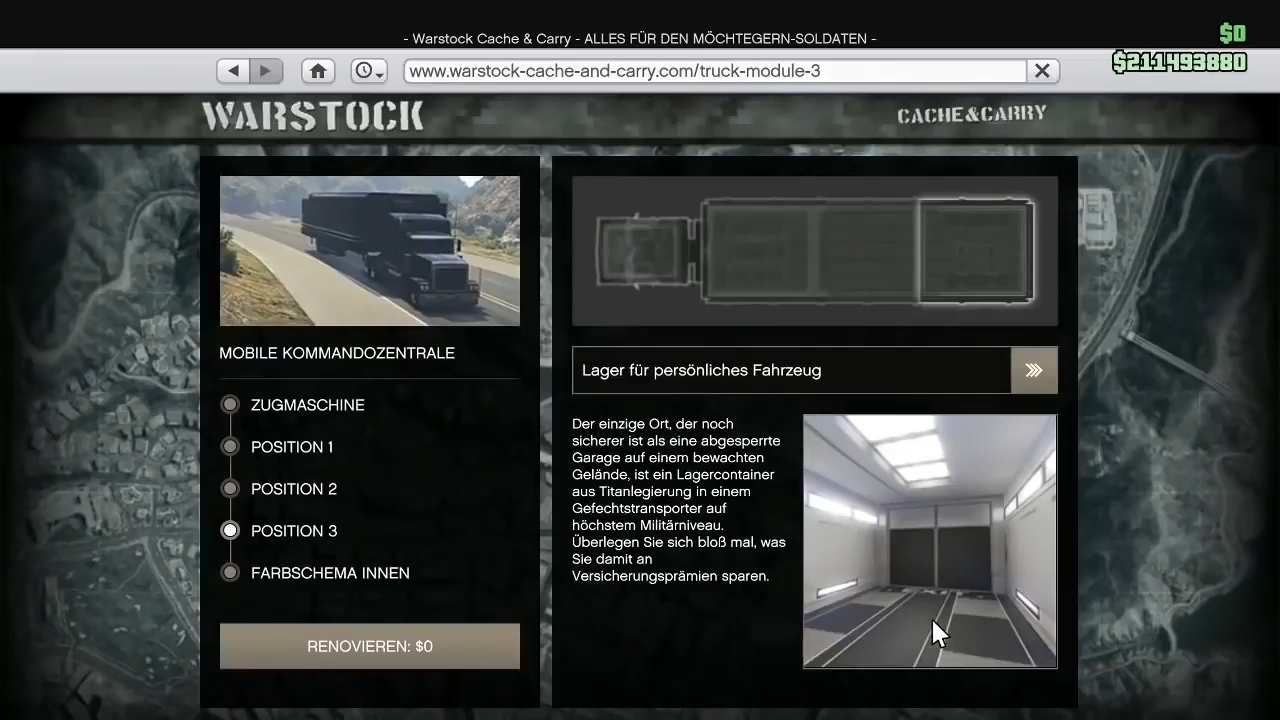 - Warstock Cache & Carry - ALLES FÜR DEN MÖCHTEGERN-SOLDATEN -
$0
$211493880
www.warstock-cache-and-carry.com/truck-module-3
WARSTOCK
CACHE&CARRY
MOBILE KOMMANDOZENTRALE
ZUGMASCHINE
POSITION 1
POSITION 2
POSITION 3
FARBSCHEMA INNEN
RENOVIEREN: $0
Lager für persönliches Fahrzeug
Der einzige Ort, der noch
sicherer ist als eine abgesperrte
Garage auf einem bewachten
Gelände, ist ein Lagercontainer
aus Titanlegierung in einem
Gefechtstransporter auf
höchstem Militärniveau.
Überlegen Sie sich bloß mal, was
Sie damit an
Versicherungsprämien sparen.